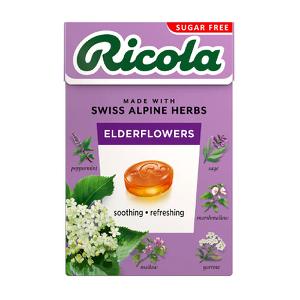 SUGAR FREE
Ricola
MADE WITH
SWISS ALPINE HERBS
ELDERFLOWERS
peppermint
sage
soothing • refreshing
marshmallow
mallow
yarrow